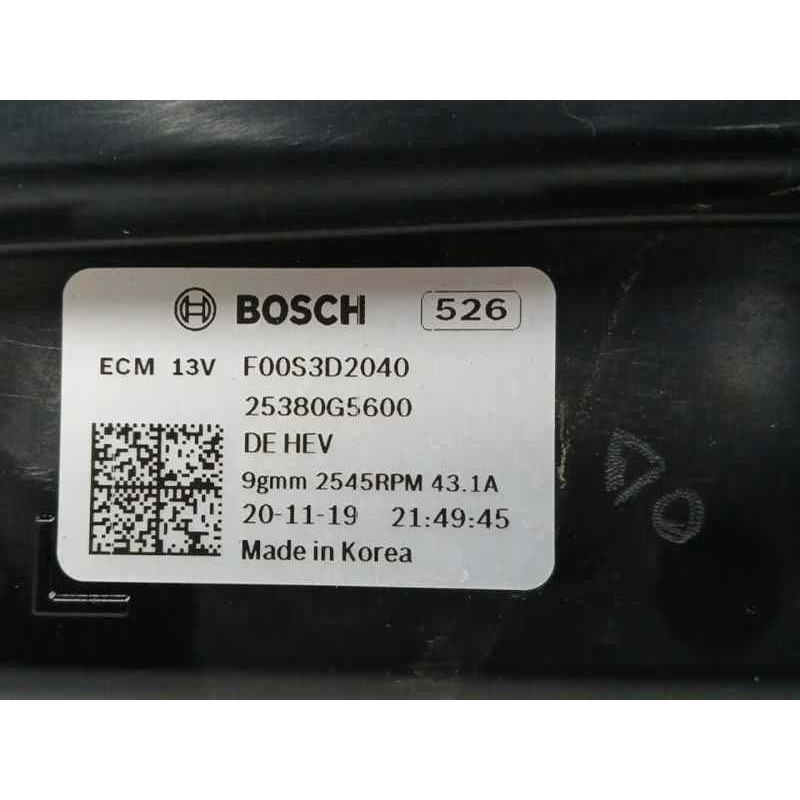 BOSCH 526
ECM 13V F00S3D2040
25380G5600
DE HEV
9gmm 2545RPM 43.1A
20-11-19 21:49:45
Made in Korea